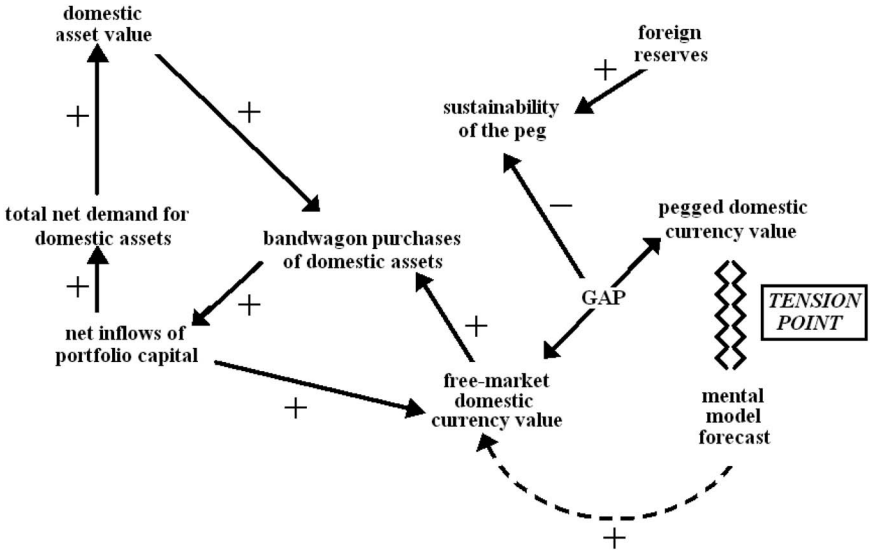 domestic
asset value
foreign
reserves
+
+
+
sustainability
of the peg
−
total net demand for
domestic assets
bandwagon purchases
of domestic assets
pegged domestic
currency value
GAP
TENSION
POINT
+
+
+
net inflows of
portfolio capital
free-market
domestic
currency value
mental
model
forecast
+
+